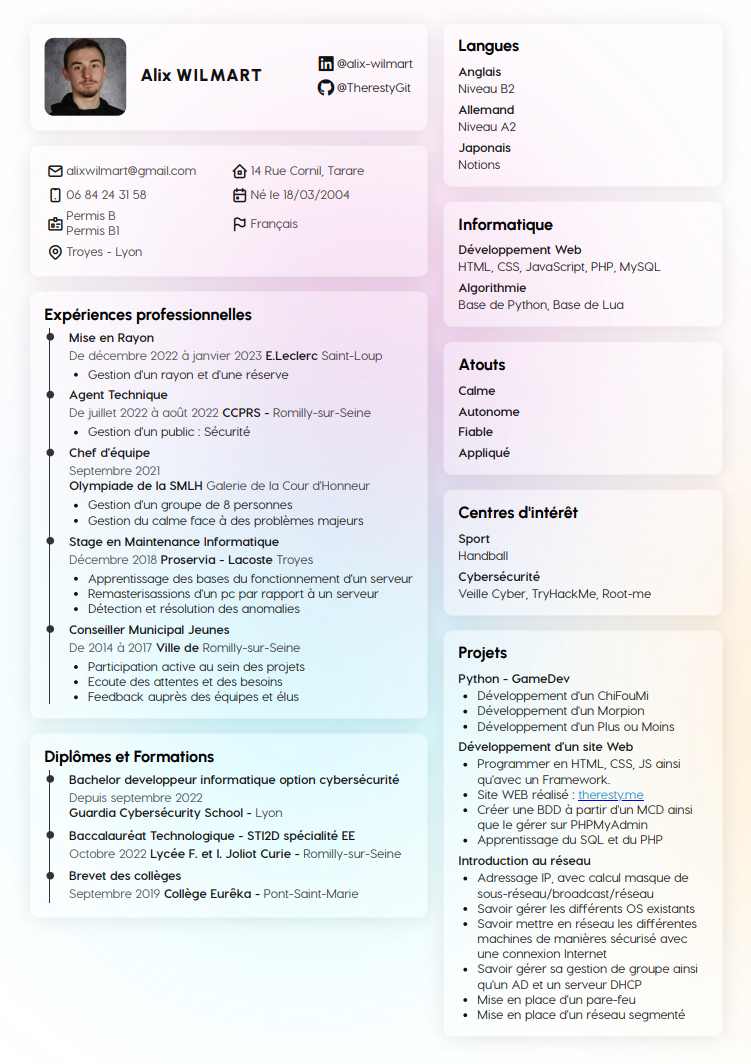 Alix WILMART
@alix-wilmart
@TherestyGit
alixwilmart@gmail.com
14 Rue Cornil, Tarare
06 84 24 31 58
Né le 18/03/2004
Permis B
Permis B1
Français
Troyes - Lyon
Expériences professionnelles
Mise en Rayon
De décembre 2022 à janvier 2023 E.Leclerc Saint-Loup
• Gestion d'un rayon et d'une réserve
Agent Technique
De juillet 2022 à août 2022 CCPRS - Romilly-sur-Seine
• Gestion d'un public : Sécurité
Chef d'équipe
Septembre 2021
Olympiade de la SMLH Galerie de la Cour d'Honneur
• Gestion d'un groupe de 8 personnes
• Gestion du calme face à des problèmes majeurs
Stage en Maintenance Informatique
Décembre 2018 Proservia - Lacoste Troyes
• Apprentissage des bases du fonctionnement d'un serveur
• Remasterisassions d'un pc par rapport à un serveur
• Détection et résolution des anomalies
Conseiller Municipal Jeunes
De 2014 à 2017 Ville de Romilly-sur-Seine
• Participation active au sein des projets
• Ecoute des attentes et des besoins
• Feedback auprès des équipes et élus
Diplômes et Formations
Bachelor developpeur informatique option cybersécurité
Depuis septembre 2022
Guardia Cybersécurity School - Lyon
Baccalauréat Technologique - STI2D spécialité EE
Octobre 2022 Lycée F. et I. Joliot Curie - Romilly-sur-Seine
Brevet des collèges
Septembre 2019 Collège Eurêka - Pont-Saint-Marie
Langues
Anglais
Niveau B2
Allemand
Niveau A2
Japonais
Notions
Informatique
Développement Web
HTML, CSS, JavaScript, PHP, MySQL
Algorithmie
Base de Python, Base de Lua
Atouts
Calme
Autonome
Fiable
Appliqué
Centres d'intérêt
Sport
Handball
Cybersécurité
Veille Cyber, TryHackMe, Root-me
Projets
Python - GameDev
• Développement d'un ChiFouMi
• Développement d'un Morpion
• Développement d'un Plus ou Moins
Développement d'un site Web
• Programmer en HTML, CSS, JS ainsi
qu'avec un Framework.
• Site WEB réalisé : theresty.me
• Créer une BDD à partir d'un MCD ainsi
que le gérer sur PHPMyAdmin
• Apprentissage du SQL et du PHP
Introduction au réseau
• Adressage IP, avec calcul masque de
sous-réseau/broadcast/réseau
• Savoir gérer les différents OS existants
• Savoir mettre en réseau les différentes
machines de manières sécurisé avec
une connexion Internet
• Savoir gérer sa gestion de groupe ainsi
qu'un AD et un serveur DHCP
• Mise en place d'un pare-feu
• Mise en place d'un réseau segmenté